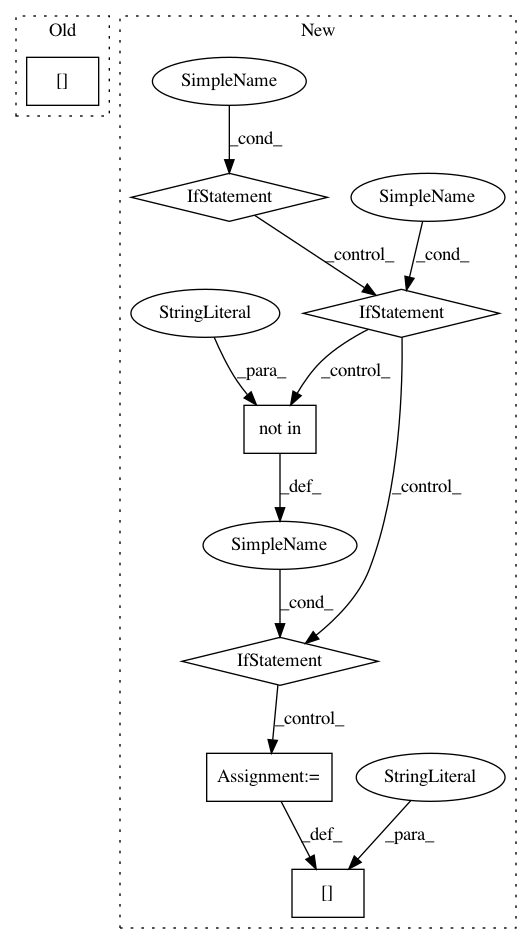 Old
New
[]
SimpleName
_cond_
IfStatement
SimpleName
_control_
_cond_
StringLiteral
IfStatement
_para_
_control_
not in
_control_
_def_
SimpleName
_cond_
IfStatement
_control_
Assignment:=
StringLiteral
_def_
_para_
[]